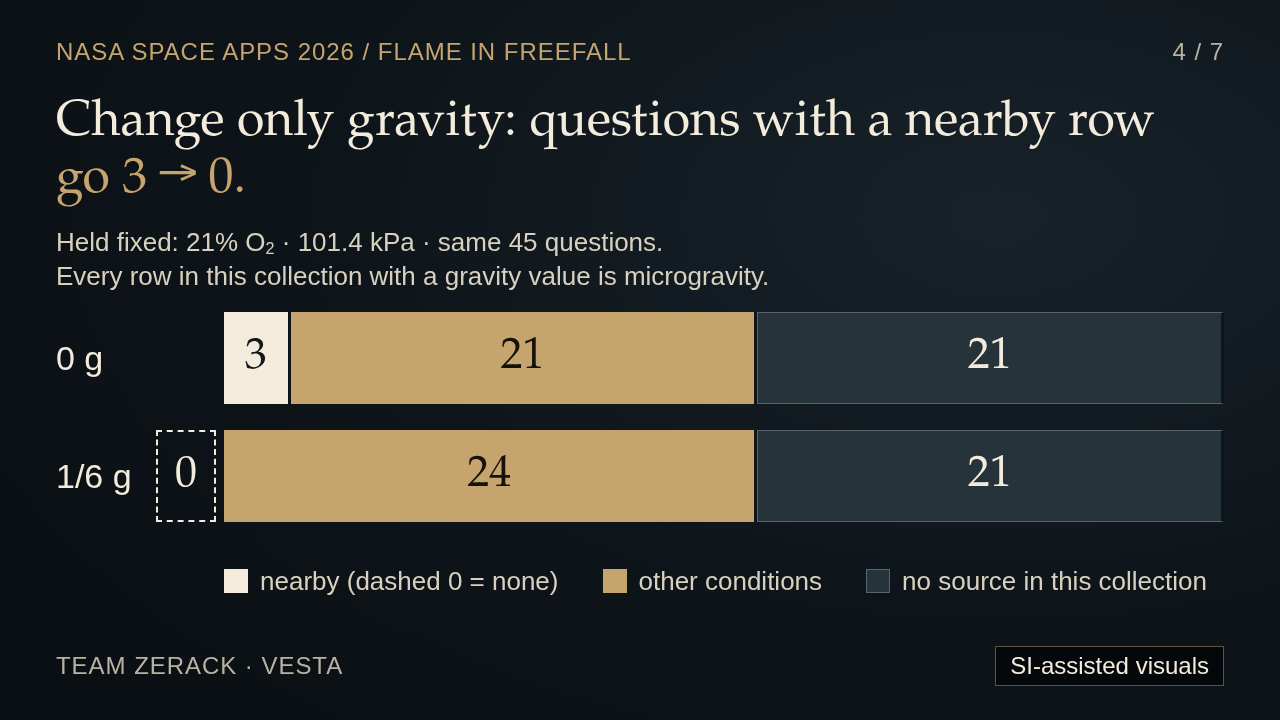 NASA SPACE APPS 2026 / FLAME IN FREEFALL
4 / 7
Change only gravity: questions with a nearby row
go 3 → 0.
Held fixed: 21% O₂ · 101.4 kPa · same 45 questions.
Every row in this collection with a gravity value is microgravity.
0 g
3
21
21
1/6 g
0
24
21
nearby (dashed 0 = none)
other conditions
no source in this collection
TEAM ZERACK · VESTA
SI-assisted visuals